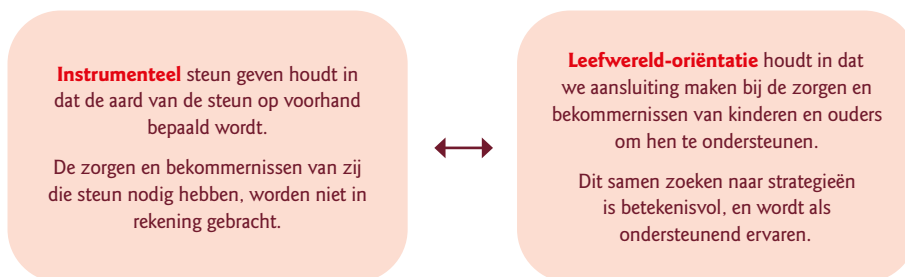 Instrumenteel steun geven houdt in
dat de aard van de steun op voorhand
bepaald wordt.
De zorgen en bekommernissen van zij
die steun nodig hebben, worden niet in
rekening gebracht.
Leefwereld-oriëntatie houdt in dat
we aansluiting maken bij de zorgen en
bekommernissen van kinderen en ouders
om hen te ondersteunen.
Dit samen zoeken naar strategieën
is betekenisvol, en wordt als
ondersteunend ervaren.